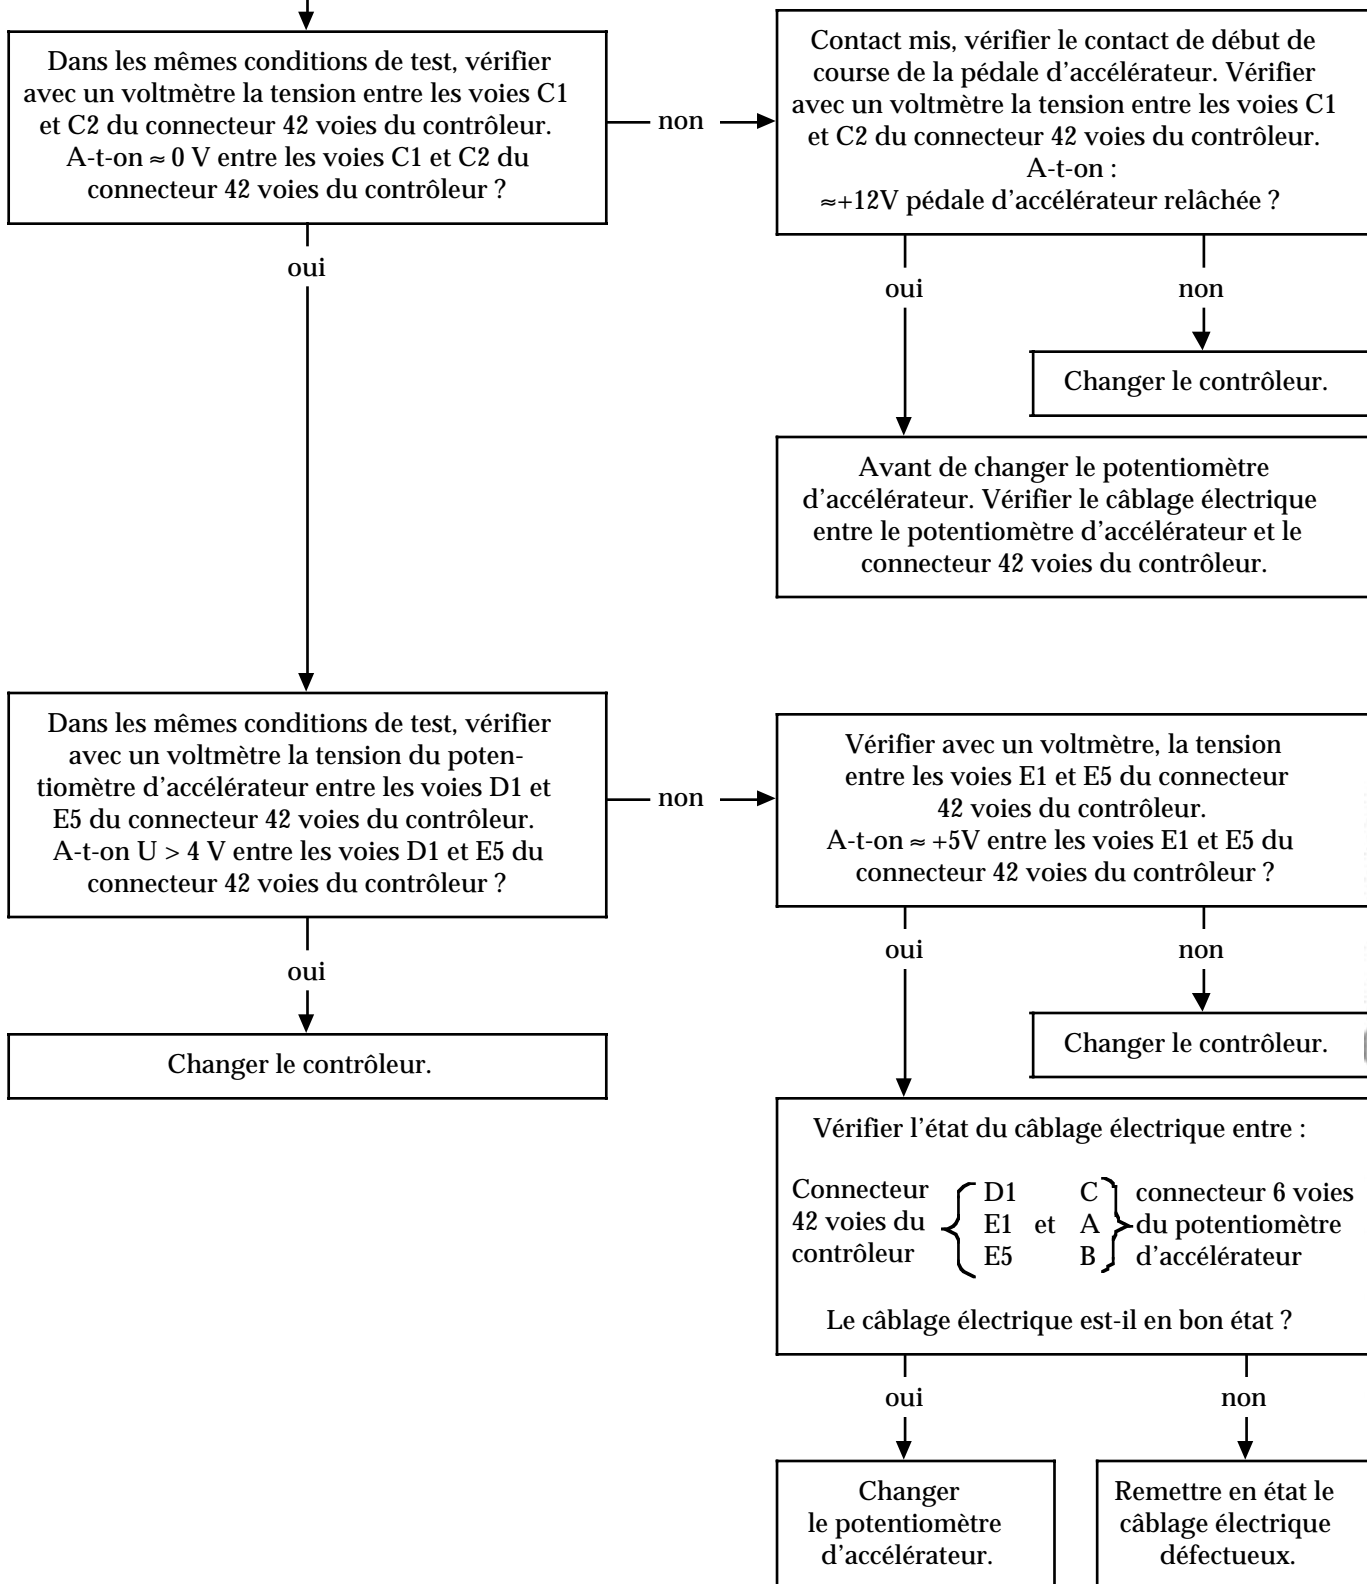 Dans les mêmes conditions de test, vérifier
avec un voltmètre la tension entre les voies C1
et C2 du connecteur 42 voies du contrôleur.
A-t-on ≈ 0 V entre les voies C1 et C2 du
connecteur 42 voies du contrôleur ?
non
Contact mis, vérifier le contact de début de
course de la pédale d'accélérateur. Vérifier
avec un voltmètre la tension entre les voies C1
et C2 du connecteur 42 voies du contrôleur.
A-t-on :
≈+12V pédale d'accélérateur relâchée ?
oui
oui
non
Changer le contrôleur.
Avant de changer le potentiomètre
d'accélérateur. Vérifier le câblage électrique
entre le potentiomètre d'accélérateur et le
connecteur 42 voies du contrôleur.
Dans les mêmes conditions de test, vérifier
avec un voltmètre la tension du poten-
tiomètre d'accélérateur entre les voies D1 et
E5 du connecteur 42 voies du contrôleur.
A-t-on U > 4 V entre les voies D1 et E5 du
connecteur 42 voies du contrôleur ?
non
Vérifier avec un voltmètre, la tension
entre les voies E1 et E5 du connecteur
42 voies du contrôleur.
A-t-on ≈ +5V entre les voies E1 et E5 du
connecteur 42 voies du contrôleur ?
oui
oui
non
Changer le contrôleur.
Changer le contrôleur.
Vérifier l'état du câblage électrique entre :
Connecteur D1 C connecteur 6 voies
42 voies du E1 et A du potentiomètre
contrôleur E5 B d'accélérateur
Le câblage électrique est-il en bon état ?
oui
non
Changer
le potentiomètre
d'accélérateur.
Remettre en état le
câblage électrique
défectueux.